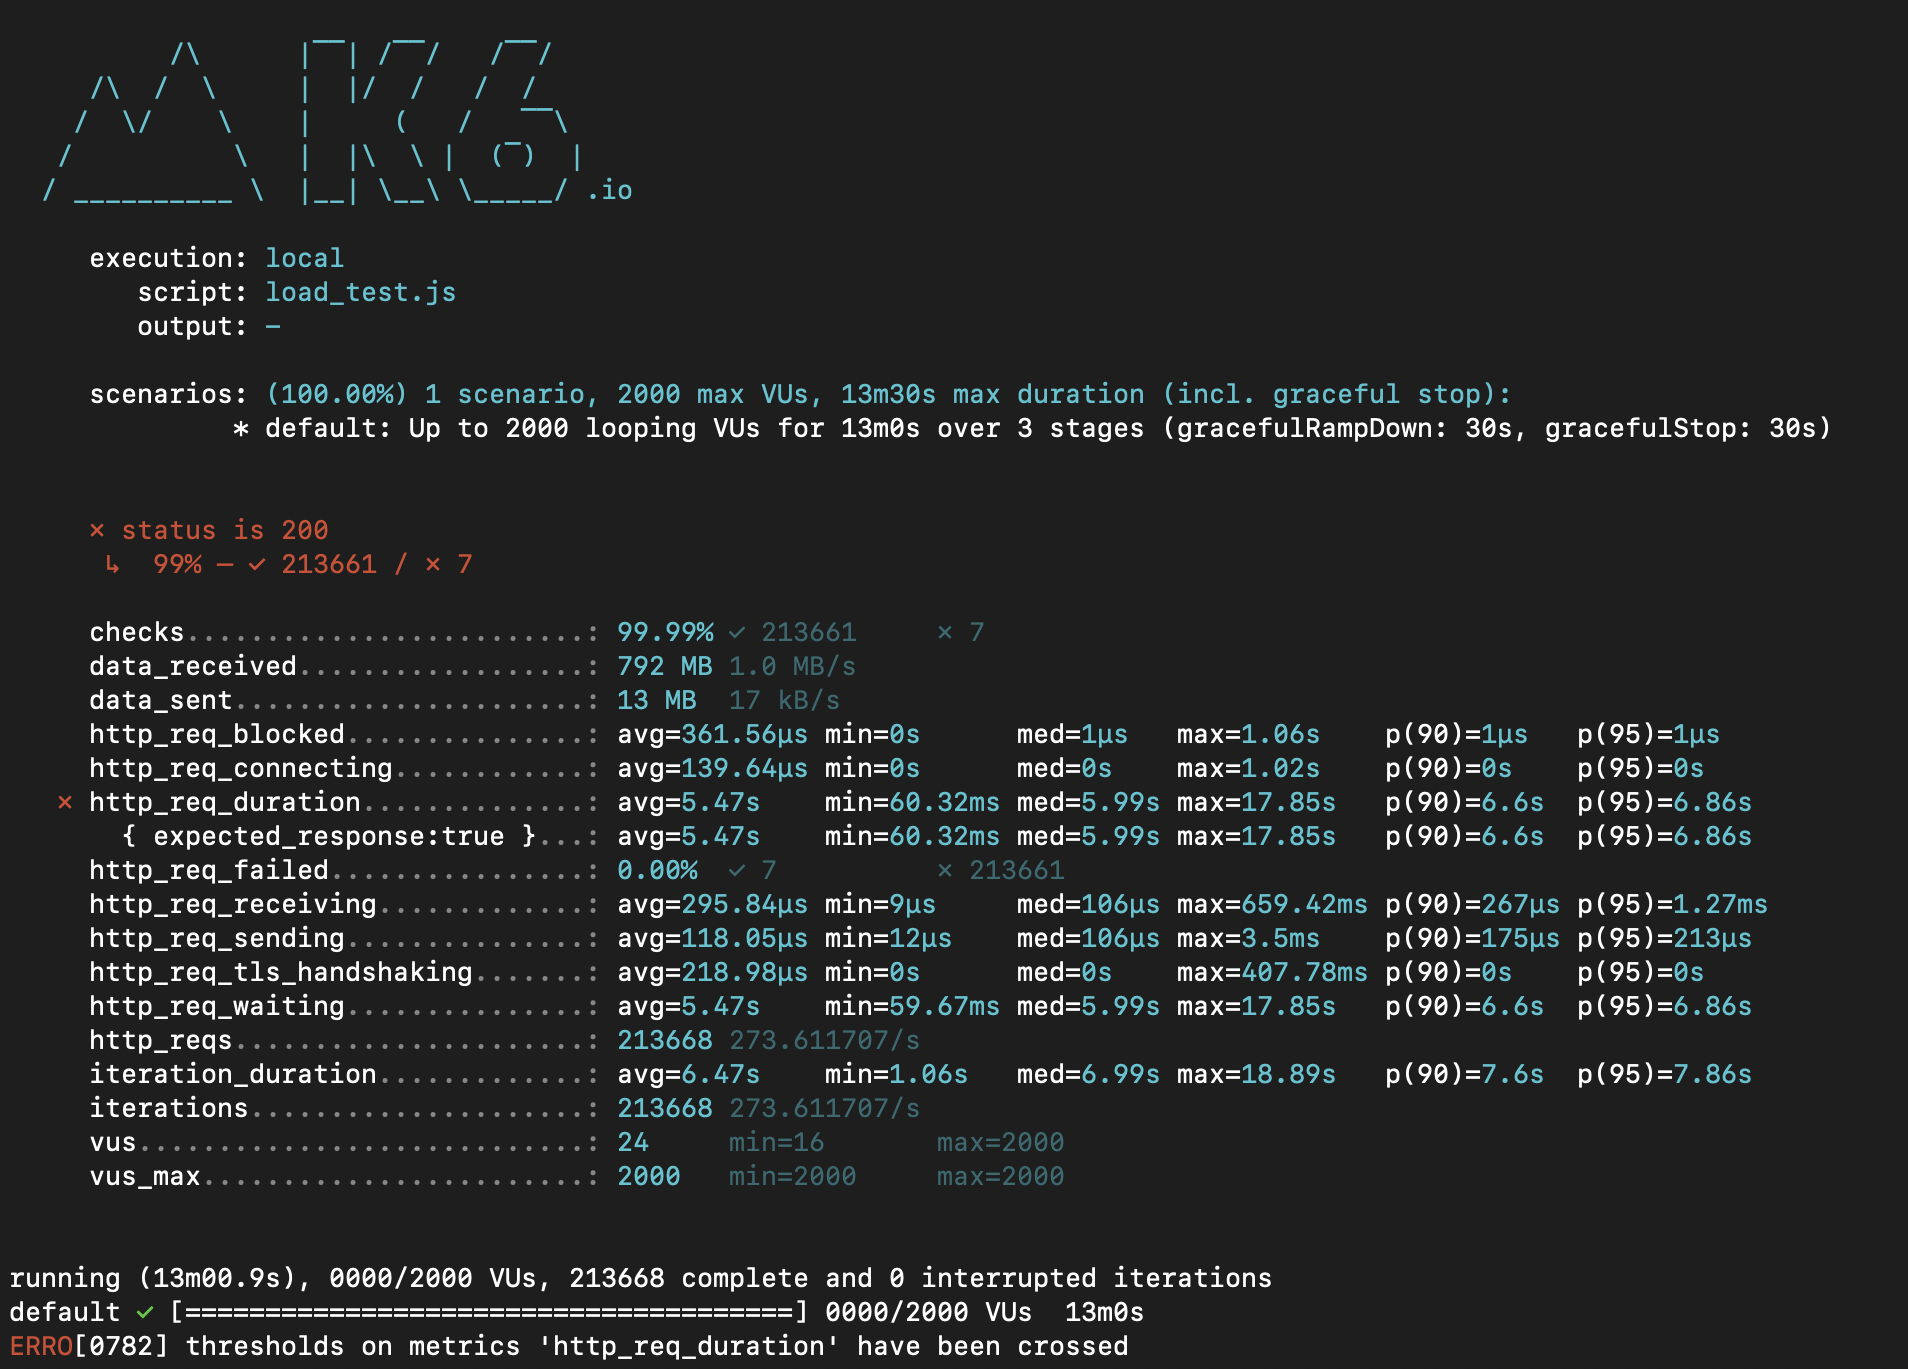 /\      |‾‾| /‾‾/   /‾‾/
     /\  /  \     |  |/  /   /  /
    /  \/    \    |     (   /   ‾‾\
   /          \   |  |\  \ |  (‾)  |
  / __________ \  |__| \__\ \_____/ .io

     execution: local
        script: load_test.js
        output: -

     scenarios: (100.00%) 1 scenario, 2000 max VUs, 13m30s max duration (incl. graceful stop):
              * default: Up to 2000 looping VUs for 13m0s over 3 stages (gracefulRampDown: 30s, gracefulStop: 30s)

     ✗ status is 200
      ↳  99% — ✓ 213661 / ✗ 7

     checks.........................: 99.99% ✓ 213661     ✗ 7
     data_received..................: 792 MB 1.0 MB/s
     data_sent......................: 13 MB  17 kB/s
     http_req_blocked...............: avg=361.56µs min=0s      med=1µs   max=1.06s    p(90)=1µs   p(95)=1µs
     http_req_connecting............: avg=139.64µs min=0s      med=0s    max=1.02s    p(90)=0s    p(95)=0s
   ✗ http_req_duration..............: avg=5.47s    min=60.32ms med=5.99s max=17.85s   p(90)=6.6s  p(95)=6.86s
       { expected_response:true }...: avg=5.47s    min=60.32ms med=5.99s max=17.85s   p(90)=6.6s  p(95)=6.86s
     http_req_failed................: 0.00%  ✓ 7          ✗ 213661
     http_req_receiving.............: avg=295.84µs min=9µs     med=106µs max=659.42ms p(90)=267µs p(95)=1.27ms
     http_req_sending...............: avg=118.05µs min=12µs    med=106µs max=3.5ms    p(90)=175µs p(95)=213µs
     http_req_tls_handshaking.......: avg=218.98µs min=0s      med=0s    max=407.78ms p(90)=0s    p(95)=0s
     http_req_waiting...............: avg=5.47s    min=59.67ms med=5.99s max=17.85s   p(90)=6.6s  p(95)=6.86s
     http_reqs......................: 213668 273.611707/s
     iteration_duration.............: avg=6.47s    min=1.06s   med=6.99s max=18.89s   p(90)=7.6s  p(95)=7.86s
     iterations.....................: 213668 273.611707/s
     vus............................: 24     min=16       max=2000
     vus_max........................: 2000   min=2000     max=2000

running (13m00.9s), 0000/2000 VUs, 213668 complete and 0 interrupted iterations
default ✓ [======================================] 0000/2000 VUs  13m0s
ERRO[0782] thresholds on metrics 'http_req_duration' have been crossed